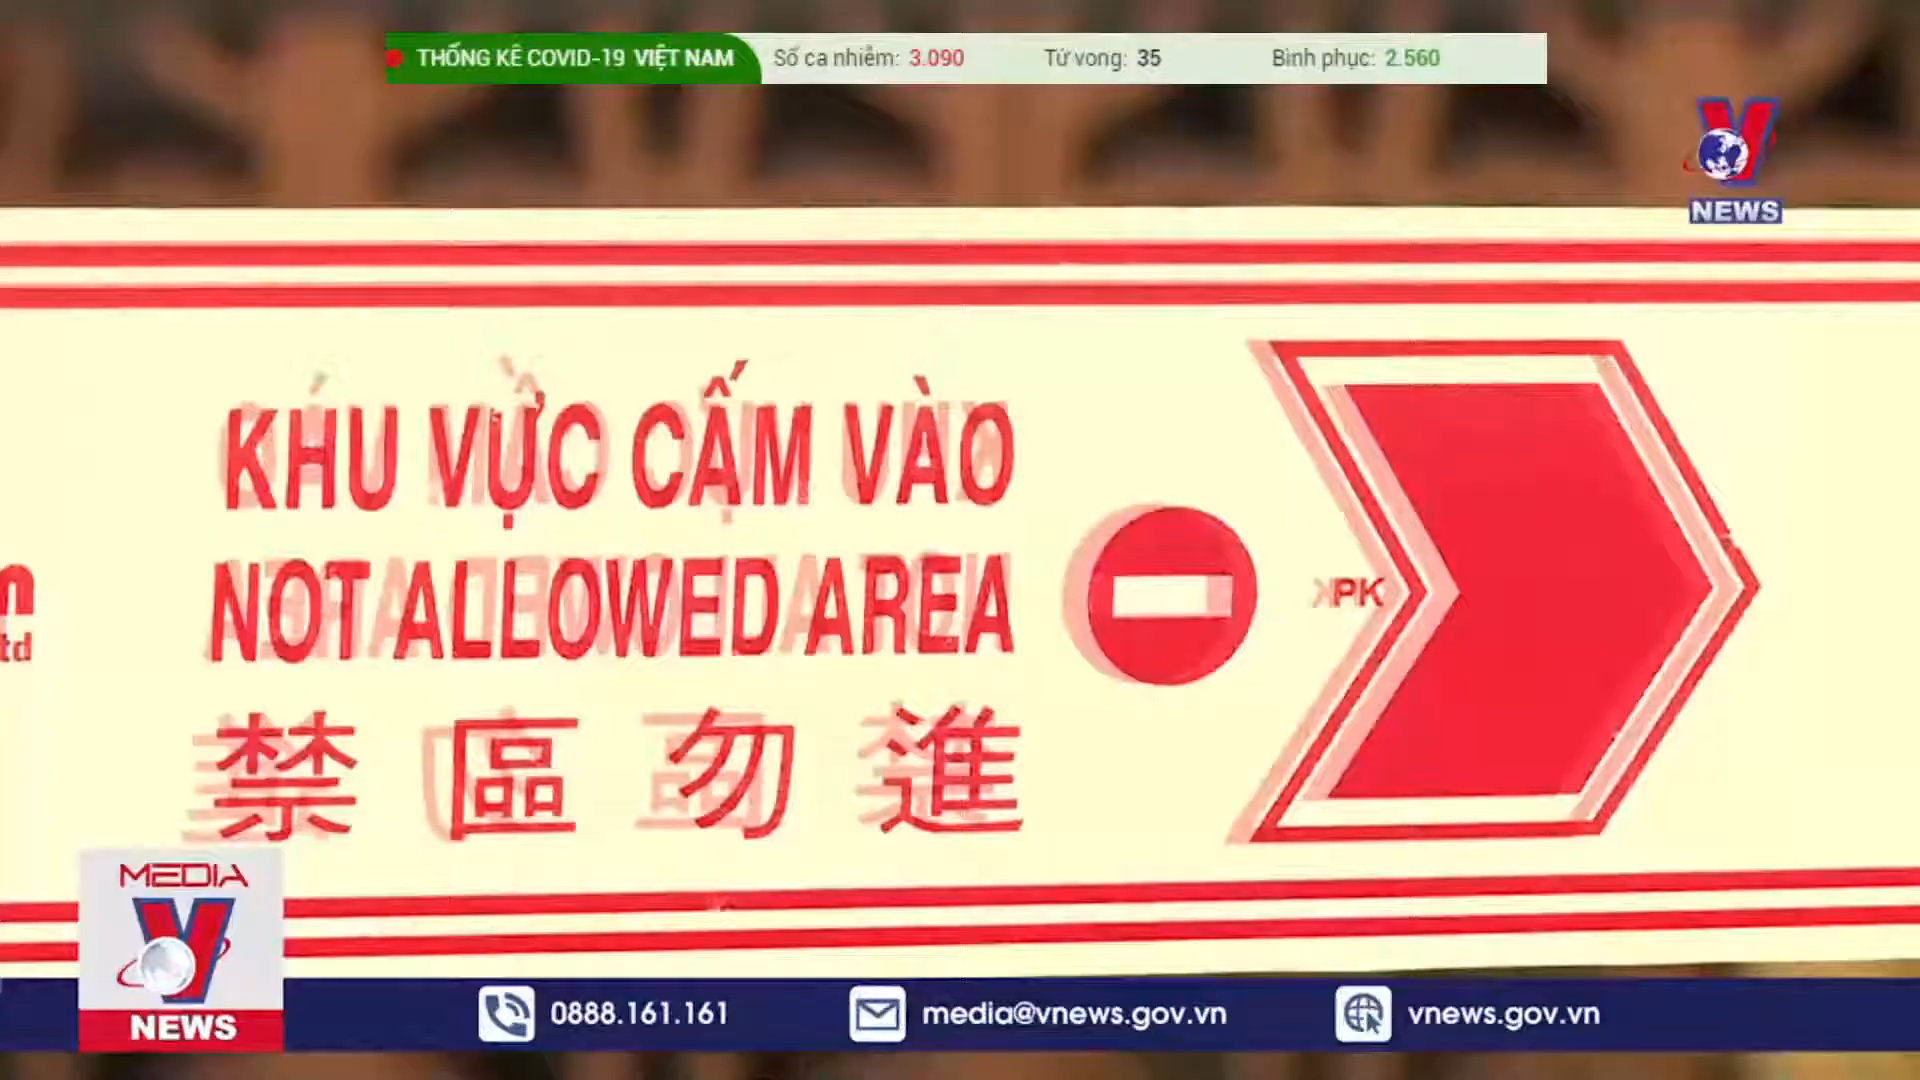 THỐNG KÊ COVID-19 VIỆT NAM Số ca nhiễm: 3.090 Tử vong: 35 Bình phục: 2.560
NEWS
KHU VỰC CẤM VÀO
NOT ALLOWED AREA
禁區勿進
PK
td
MEDIA
NEWS
0888.161.161 media@vnews.gov.vn vnews.gov.vn